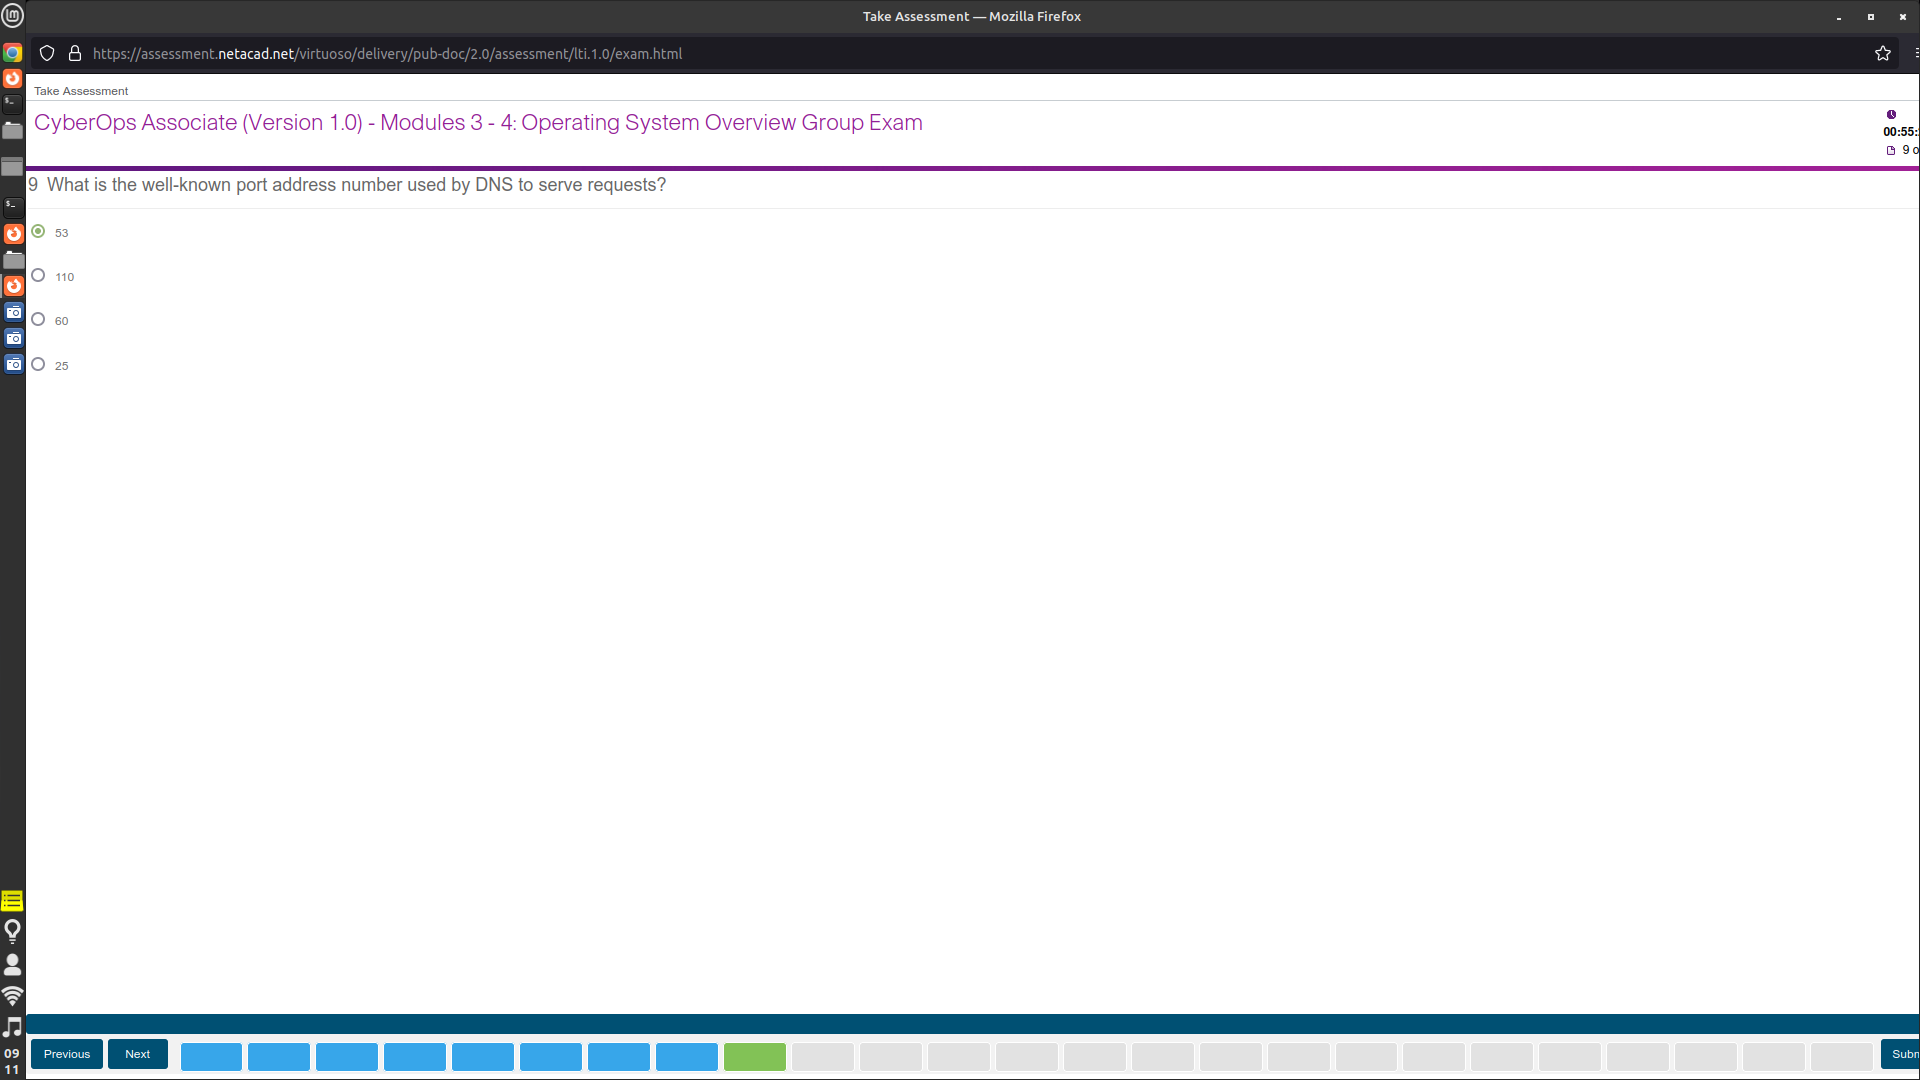 Take Assessment — Mozilla Firefox
https://assessment.netacad.net/virtuoso/delivery/pub-doc/2.0/assessment/lti.1.0/exam.html
Take Assessment
CyberOps Associate (Version 1.0) - Modules 3 - 4: Operating System Overview Group Exam
00:55:
9 o
9 What is the well-known port address number used by DNS to serve requests?
53
110
60
25
Previous
Next
Subm
09
11